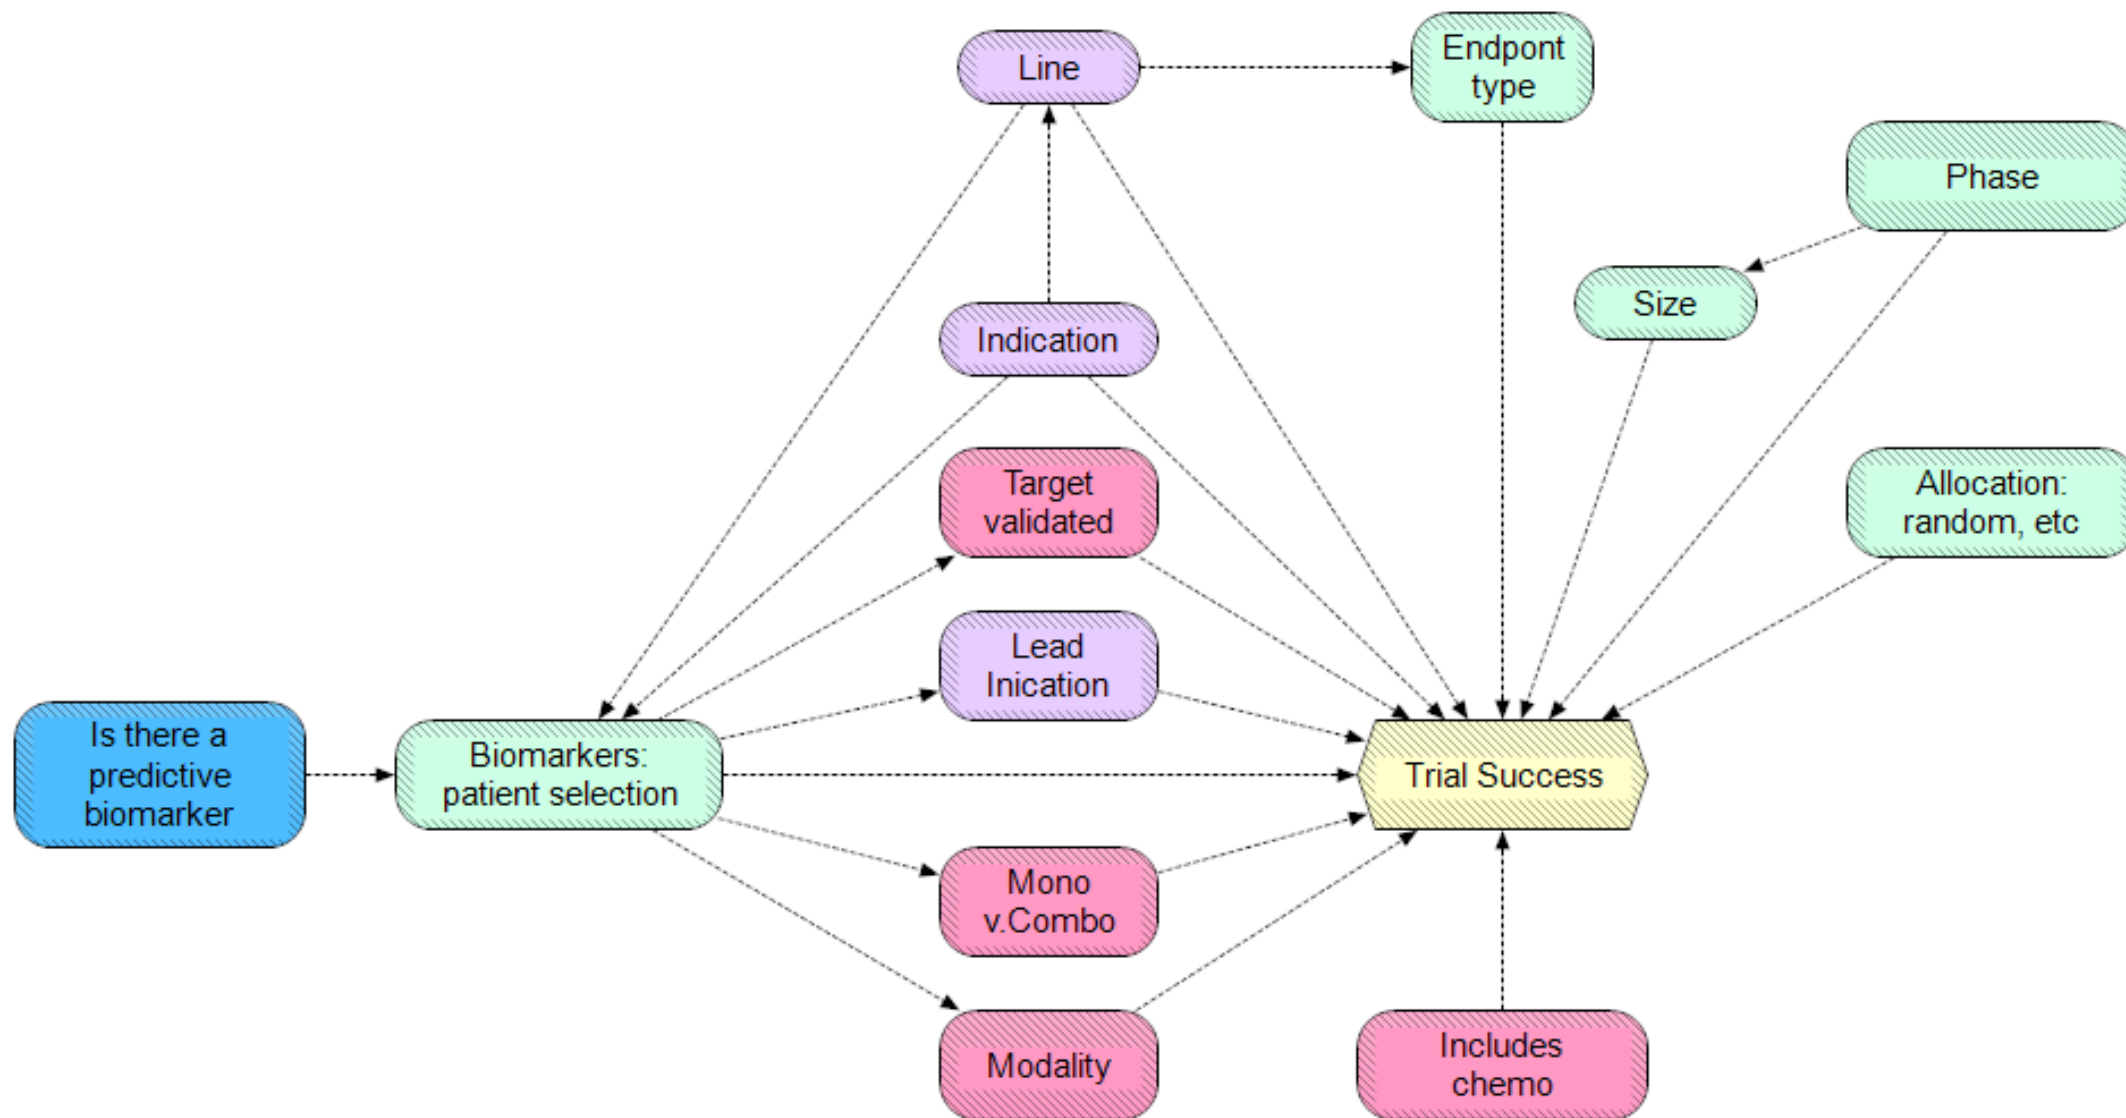 Line
Endpont
type
Phase
Size
Indication
Target
validated
Allocation:
random, etc
Lead
Inication
Is there a
predictive
biomarker
Biomarkers:
patient selection
Trial Success
Mono
v.Combo
Modality
Includes
chemo